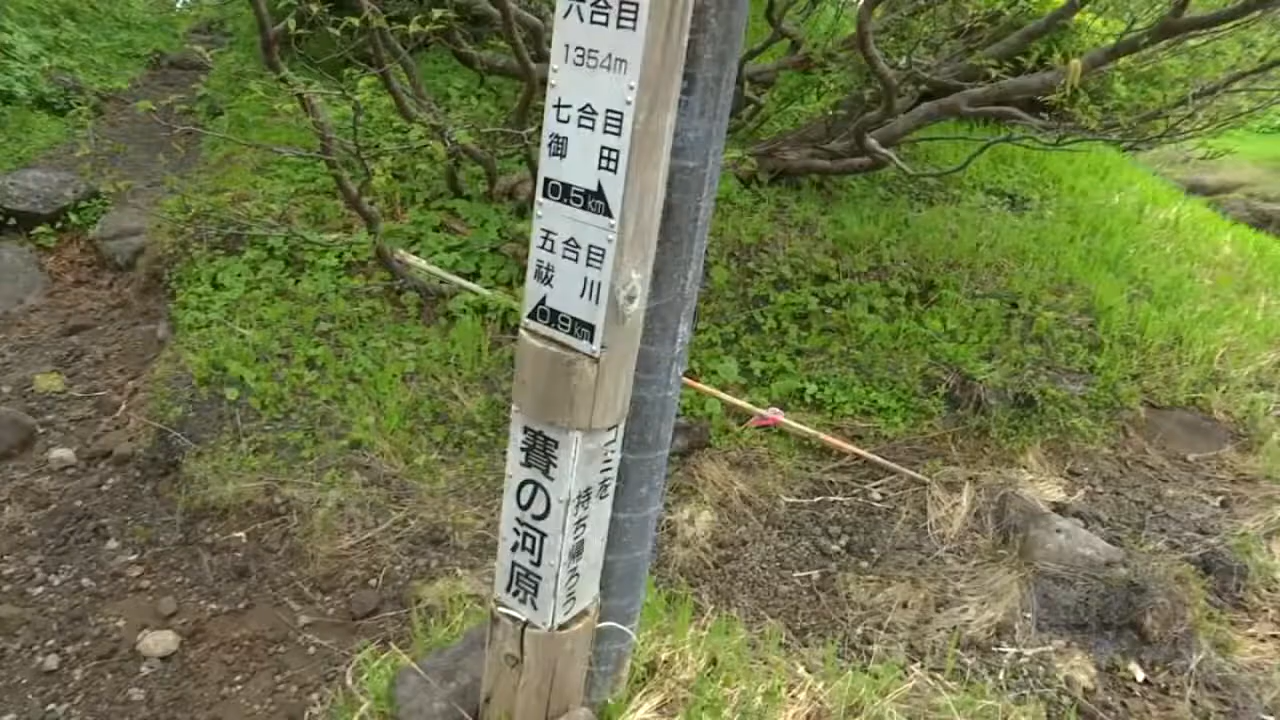 六合目
1354m
七合目
御田
0.5km
五合目
祓川
0.9km
賽の河原
ゴミを
持ち帰ろう